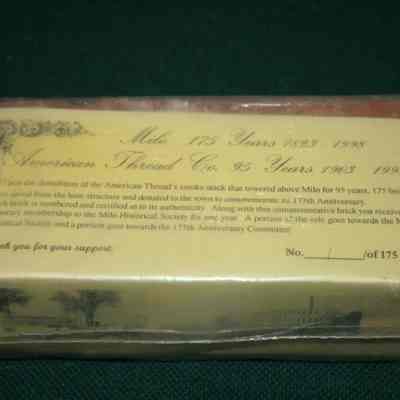 Milo 175 Years 1823 - 1998
American Thread Co. 95 Years 1903 199
the demolition of the American Thread's smoke stack that towered above Milo for 95 years, 175
saved from the base structure and donated to the town to commemorate its 175th Anniversary.
brick is numbered and certified as to its authenticity. Along with this commemorative brick you receive
membership to the Milo Historical Society for one year. A portion of the sale goes towards the
Society and a portion goes towards the 175th Anniversary Committee
you for your support. No. / of 175